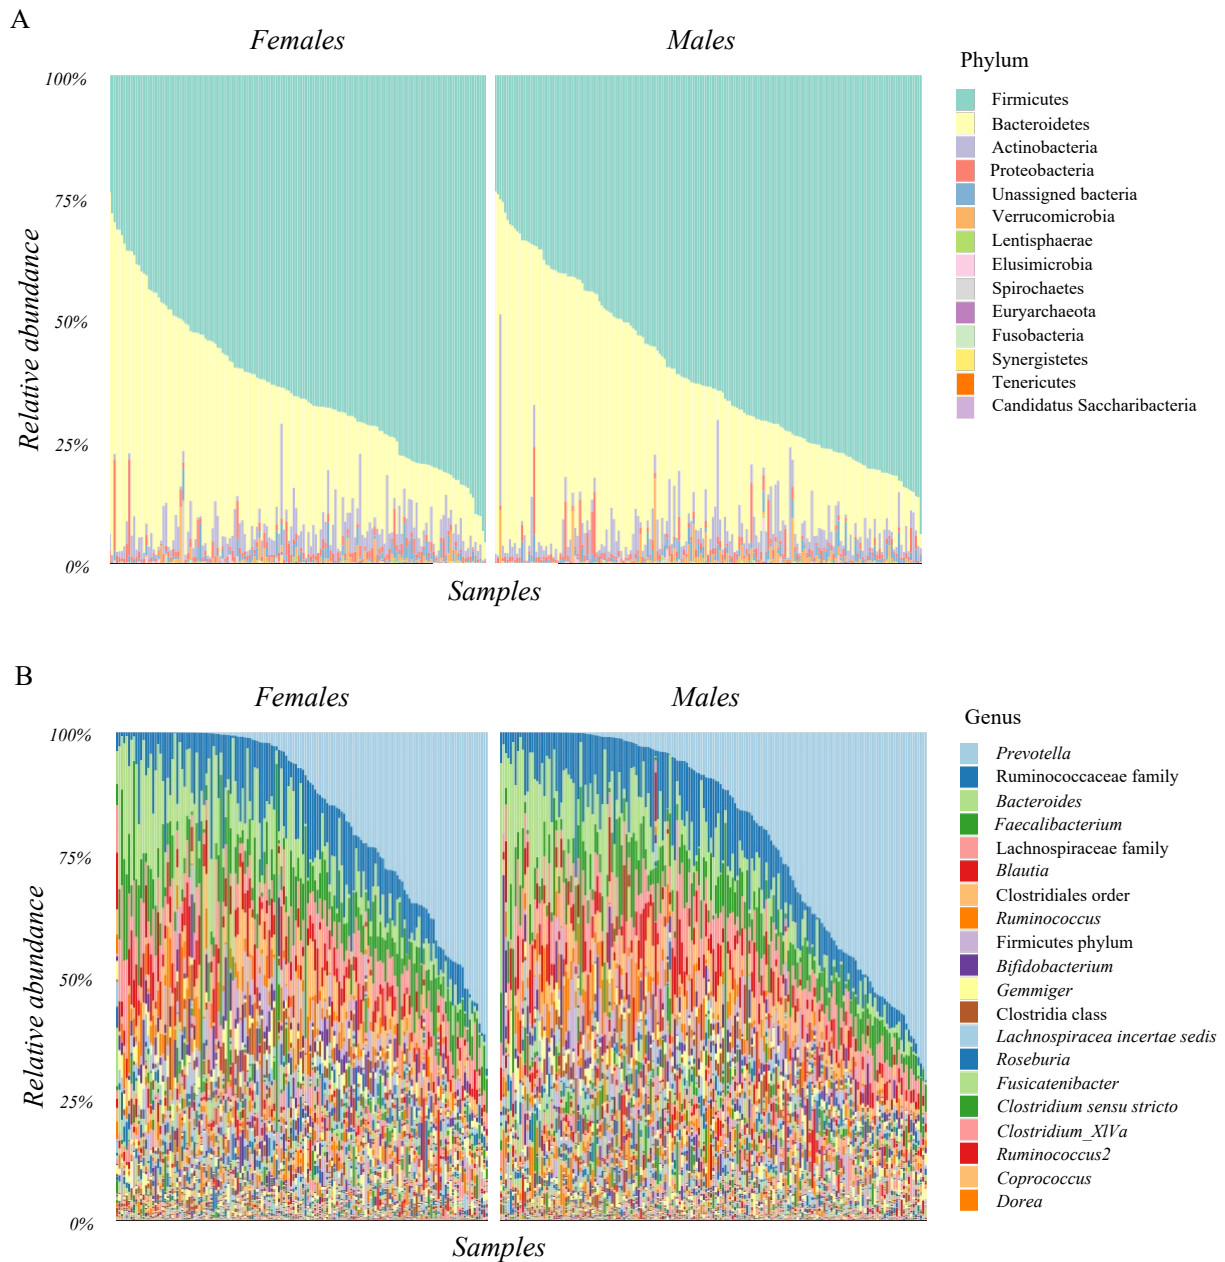 A
Females
Males
Phylum
100%
75%
50%
25%
0%
Relative abundance
Samples
Firmicutes
Bacteroidetes
Actinobacteria
Proteobacteria
Unassigned bacteria
Verrucomicrobia
Lentisphaerae
Elusimicrobia
Spirochaetes
Euryarchaeota
Fusobacteria
Synergistetes
Tenericutes
Candidatus Saccharibacteria
B
Females
Males
Genus
100%
75%
50%
25%
0%
Relative abundance
Samples
Prevotella
Ruminococcaceae family
Bacteroides
Faecalibacterium
Lachnospiraceae family
Blautia
Clostridiales order
Ruminococcus
Firmicutes phylum
Bifidobacterium
Gemmiger
Clostridia class
Lachnospiracea incertae sedis
Roseburia
Fusicatenibacter
Clostridium sensu stricto
Clostridium_XlVa
Ruminococcus2
Coprococcus
Dorea